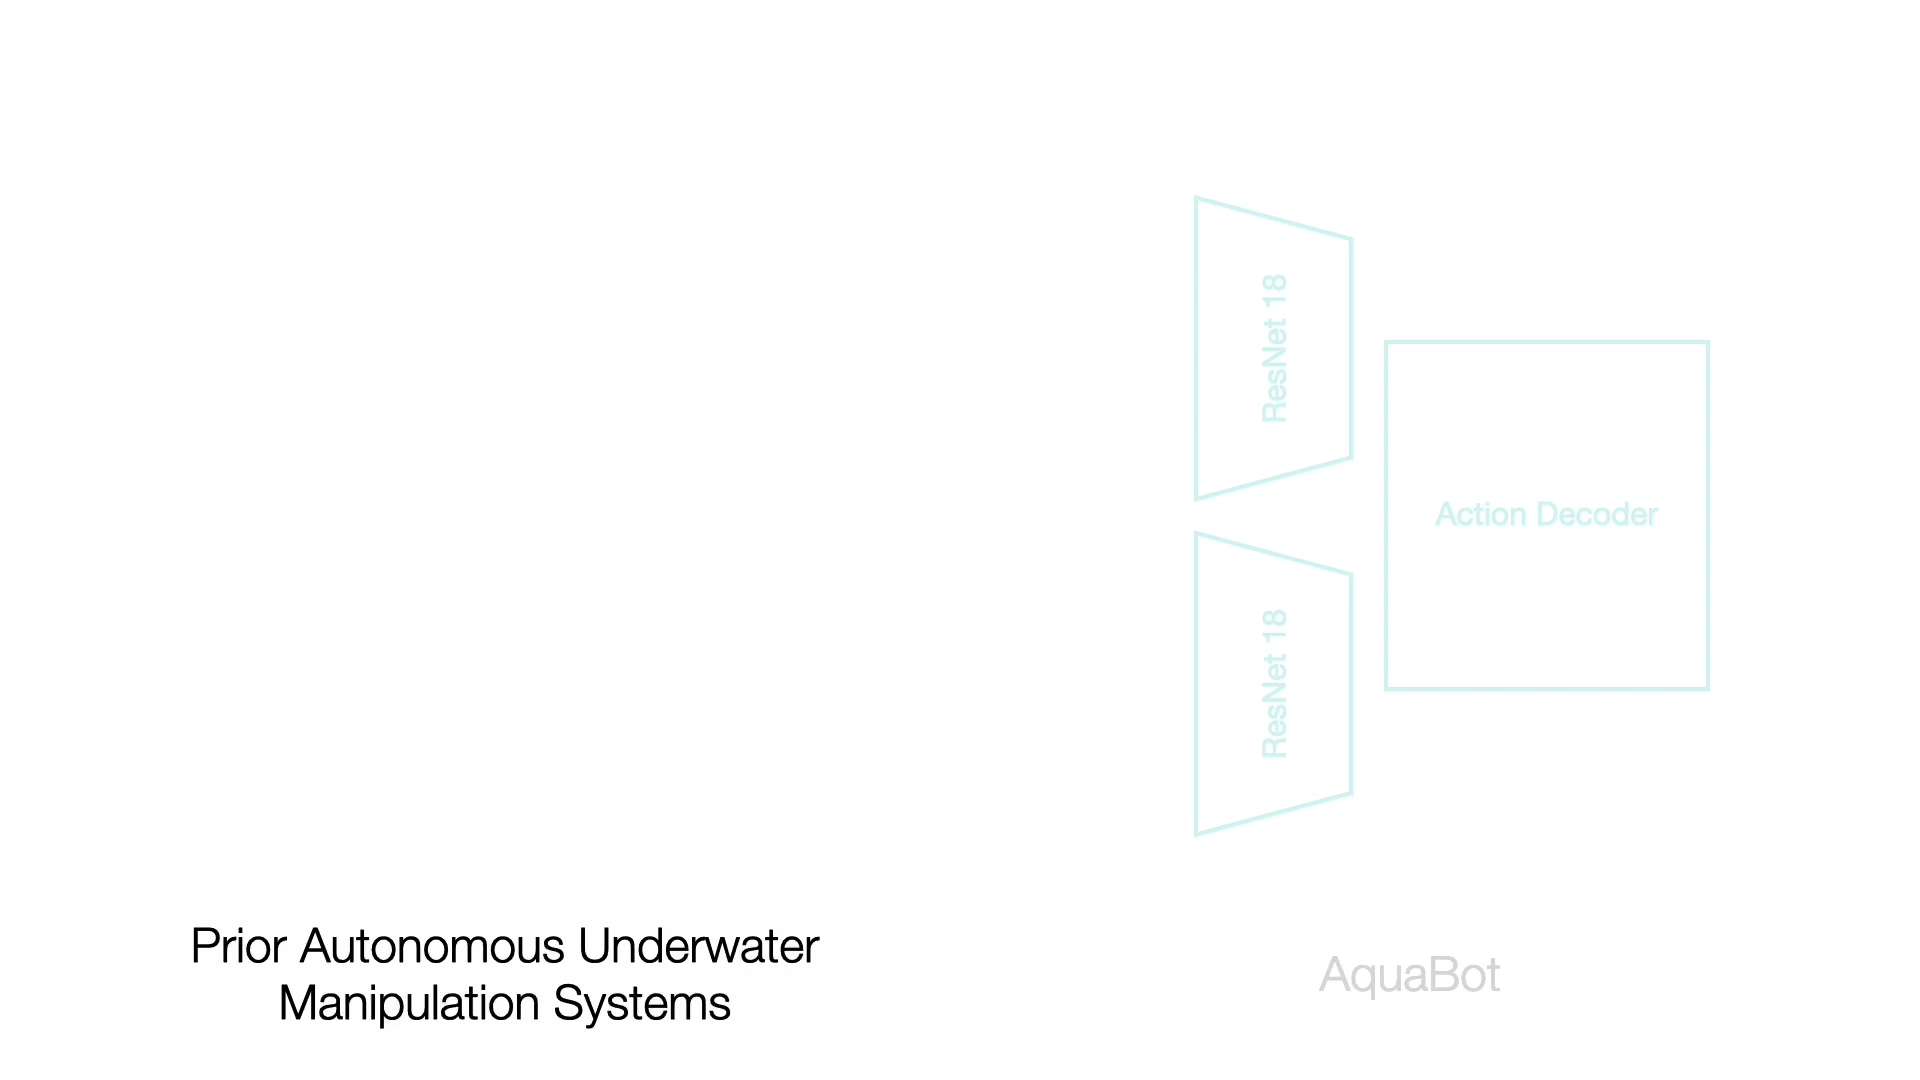 ResNet 18
Action Decoder
ResNet 18
Prior Autonomous Underwater
Manipulation Systems
AquaBot